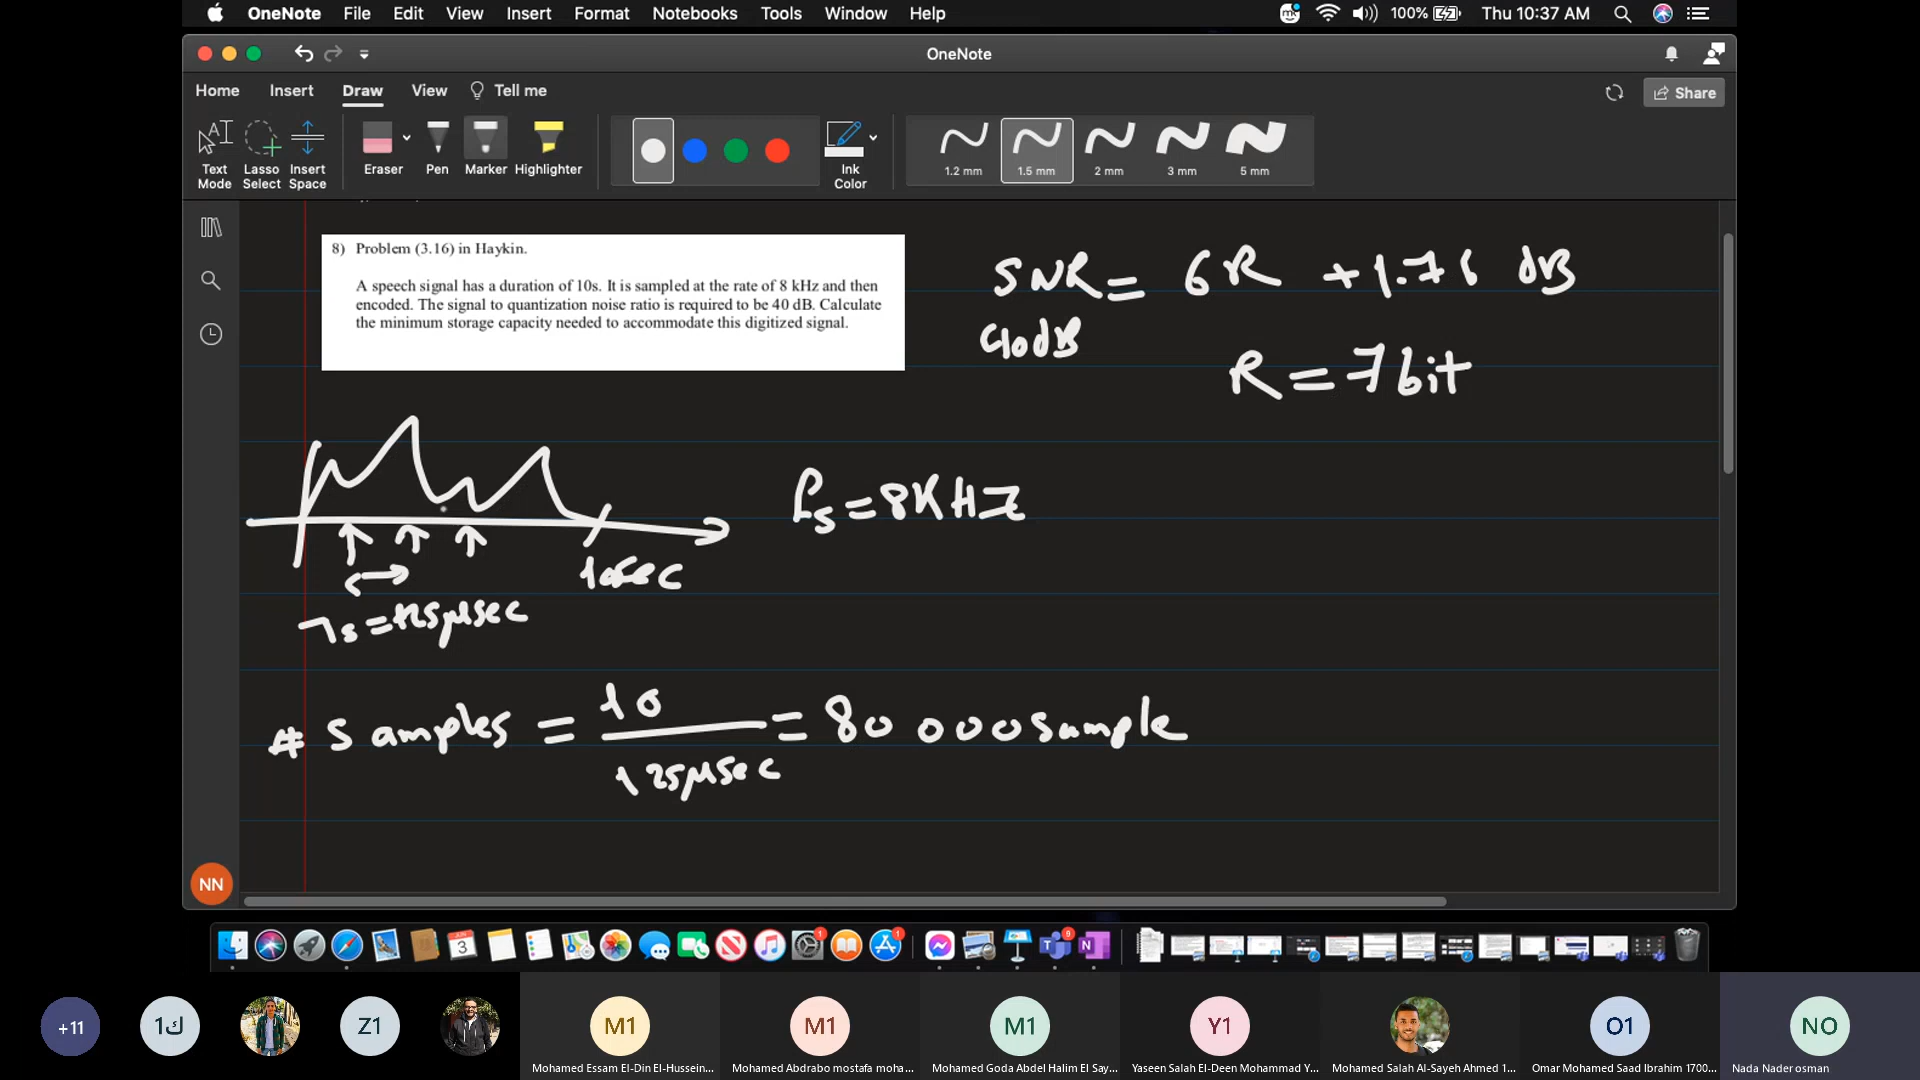 OneNote File Edit View Insert Format Notebooks Tools Window Help 100% Thu 10:37 AM
OneNote
Home Insert Draw View Tell me Share
Text Mode
Lasso Select
Insert Space
Eraser
Pen
Marker
Highlighter
Ink Color
1.2 mm
1.5 mm
2 mm
3 mm
5 mm
8) Problem (3.16) in Haykin.
A speech signal has a duration of 10s. It is sampled at the rate of 8 kHz and then
encoded. The signal to quantization noise ratio is required to be 40 dB. Calculate
the minimum storage capacity needed to accommodate this digitized signal.
SNR = 6R + 1.76 dB
40dB
R = 7 bit
fs = 8KHz
10sec
Ts = 125μsec
# Samples = 10 / 125μsec = 80 000 sample
NN
JUN 3
+11
1ك
Z1
M1
M1
M1
Y1
O1
NO
Mohamed Essam El-Din El-Hussein...
Mohamed Abdrabo mostafa moha...
Mohamed Goda Abdel Halim El Say...
Yaseen Salah El-Deen Mohammad Y...
Mohamed Salah Al-Sayeh Ahmed 1...
Omar Mohamed Saad Ibrahim 1700...
Nada Nader osman